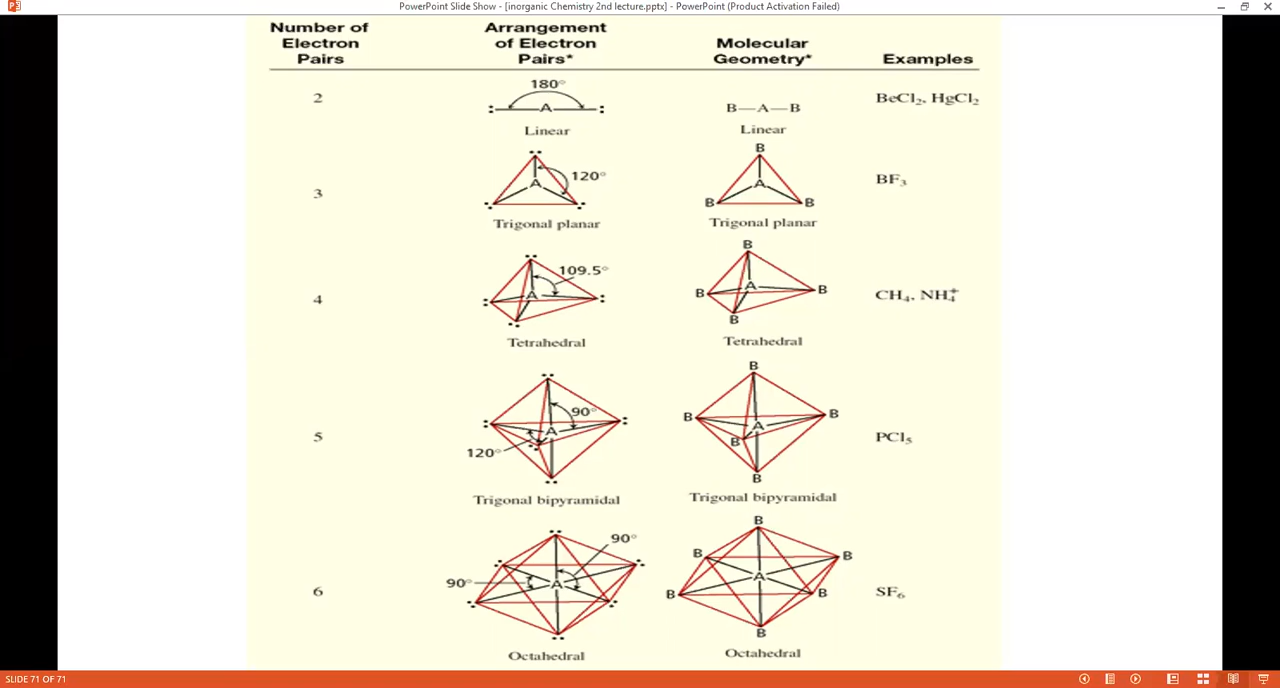 PowerPoint Slide Show - [inorganic Chemistry 2nd lecture.pptx] - PowerPoint (Product Activation Failed)
Number of Electron Pairs
Arrangement of Electron Pairs*
Molecular Geometry*
Examples
2
180°
: A :
Linear
B—A—B
Linear
BeCl₂, HgCl₂
3
120°
: : A :
Trigonal planar
B
A
B B
Trigonal planar
BF₃
4
109.5°
: : A : :
Tetrahedral
B
A
B B
B
Tetrahedral
CH₄, NH₄⁺
5
90°
: : A : : :
120°
Trigonal bipyramidal
B
B B
A
B
B
Trigonal bipyramidal
PCl₅
6
90°
90°
: : : A : : :
Octahedral
B
B B
A
B B
B
Octahedral
SF₆
SLIDE 71 OF 71